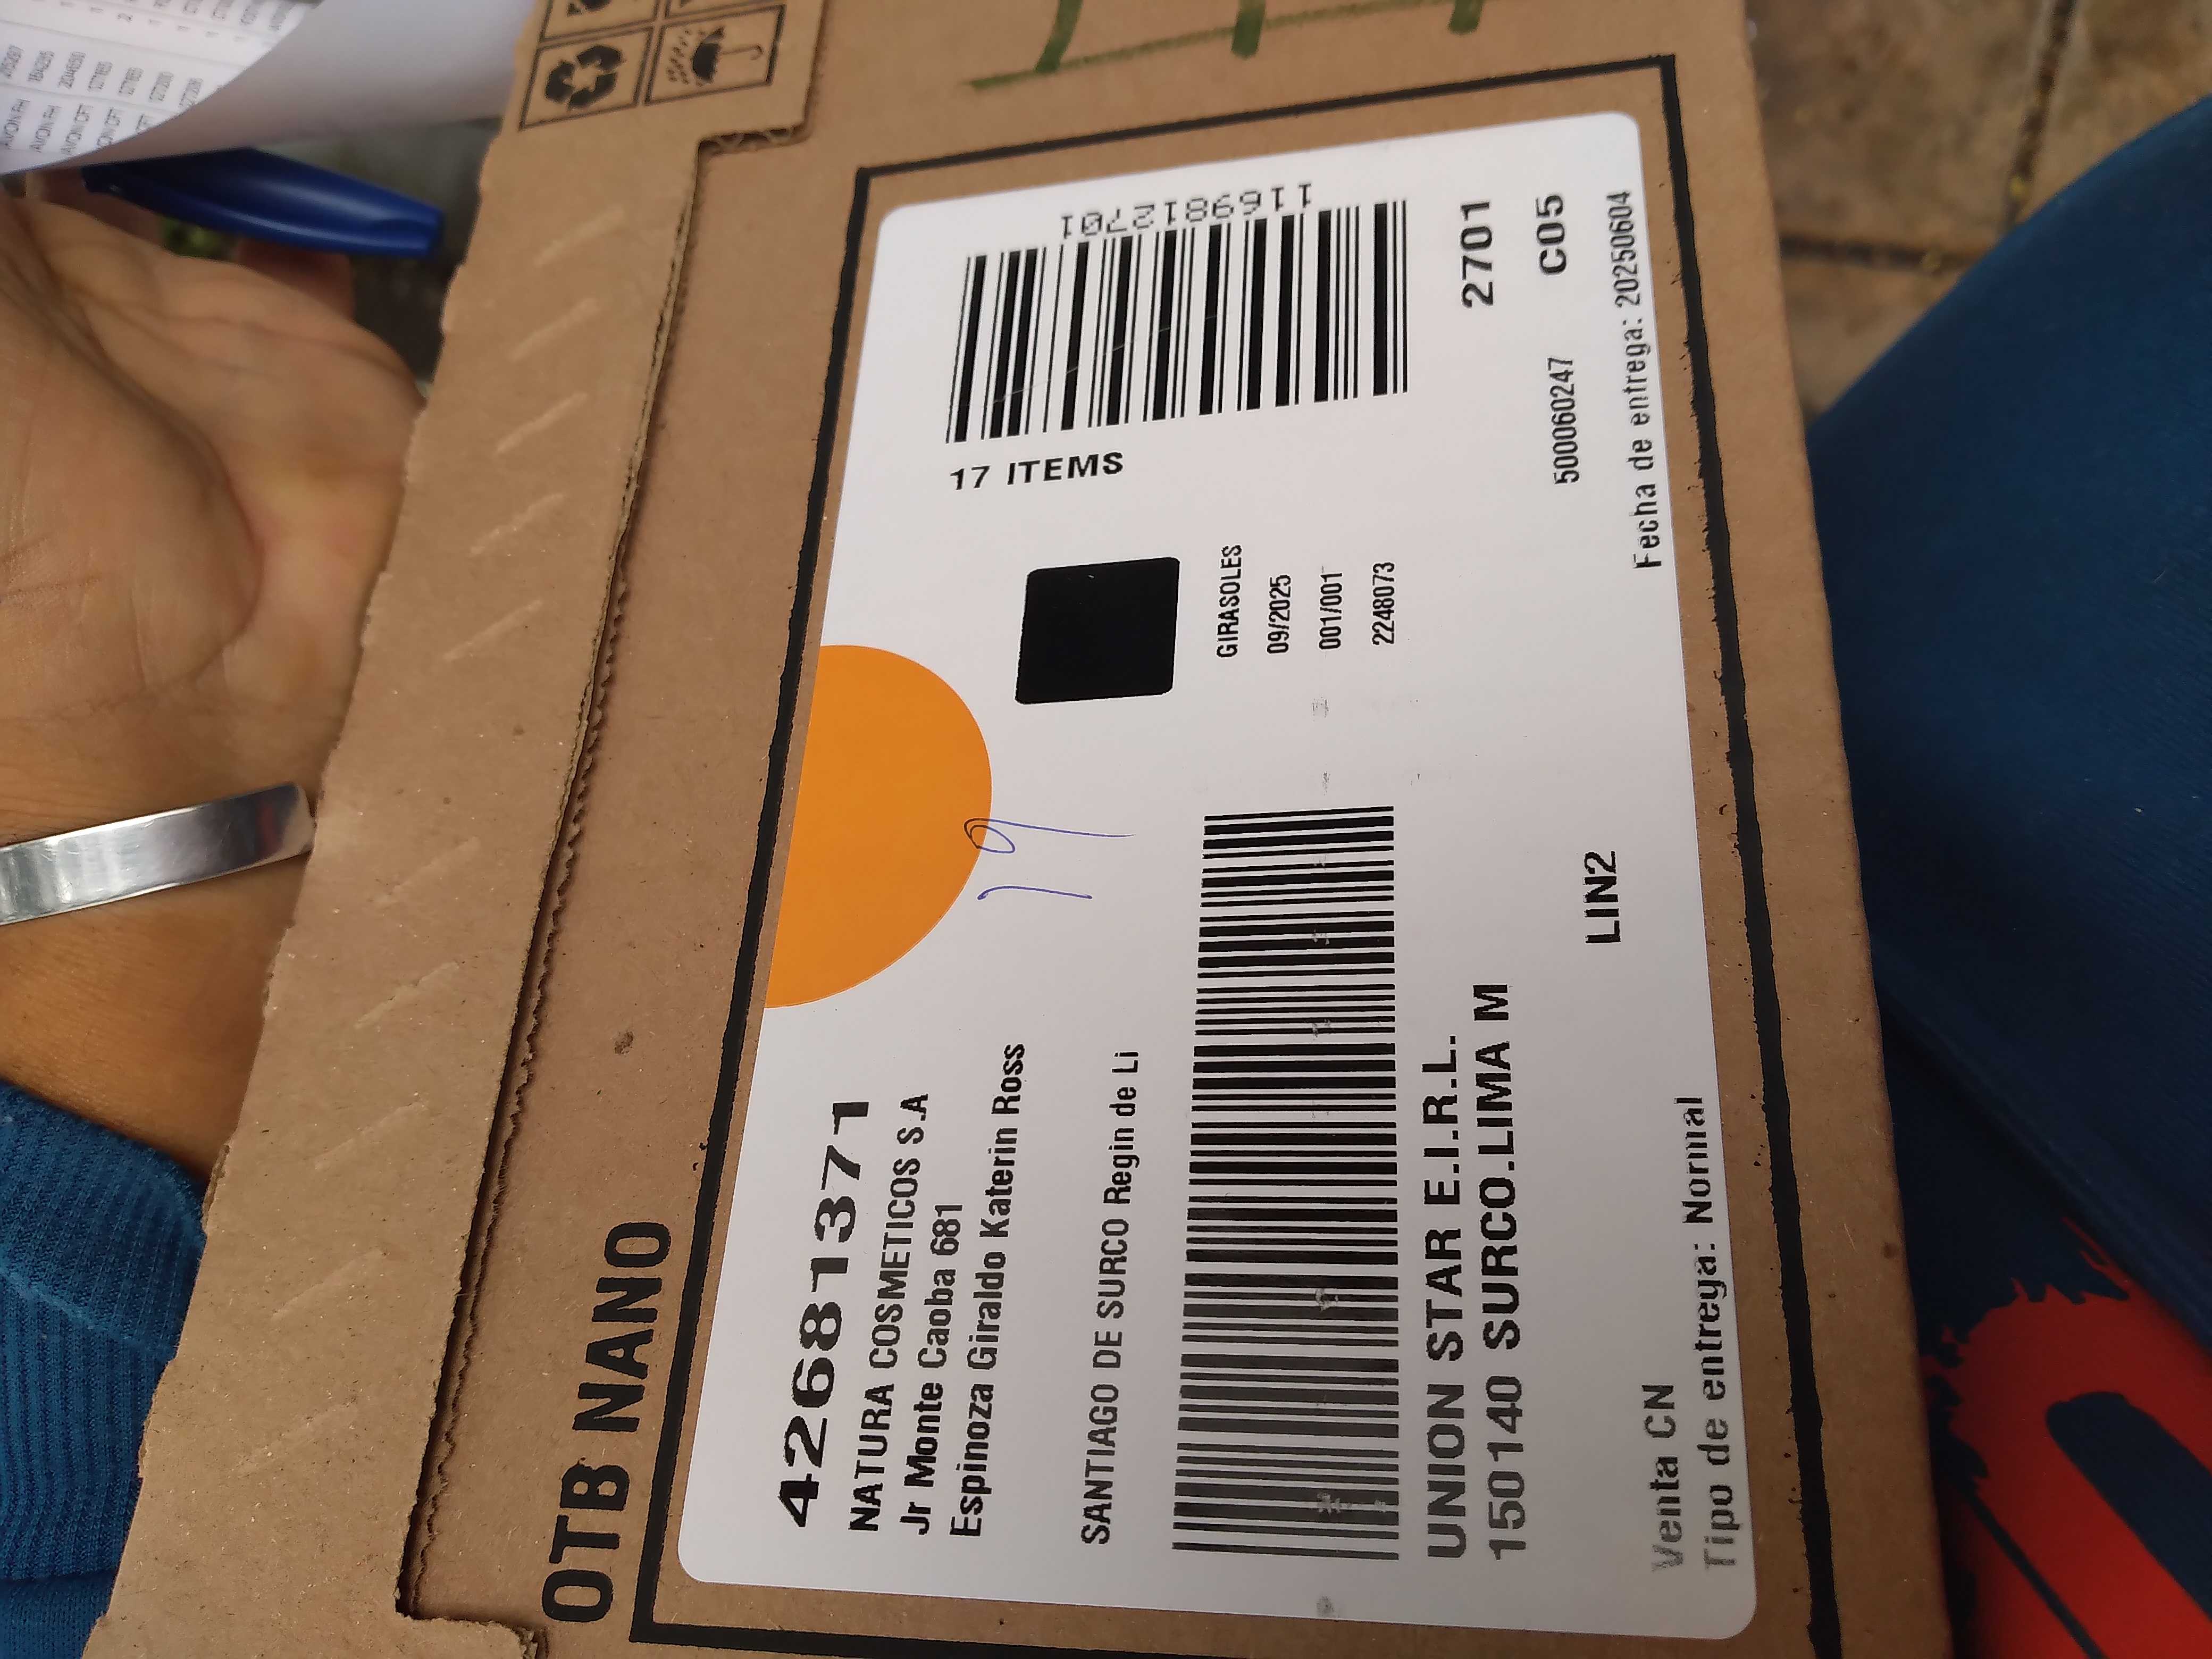 OTB NANO
42681371
NATURA COSMETICOS S.A
Jr Monte Caoba 681
Espinoza Giraldo Katerin Ross
SANTIAGO DE SURCO Regin de Li
UNION STAR E.I.R.L.
150140 SURCO.LIMA M
LIN2
Venta CN
Tipo de entrega: Normal
19
17 ITEMS
1169812701
GIRASOLES
09/2025
001/001
2248073
2701
500060247 C05
Fecha de entrega: 20250604